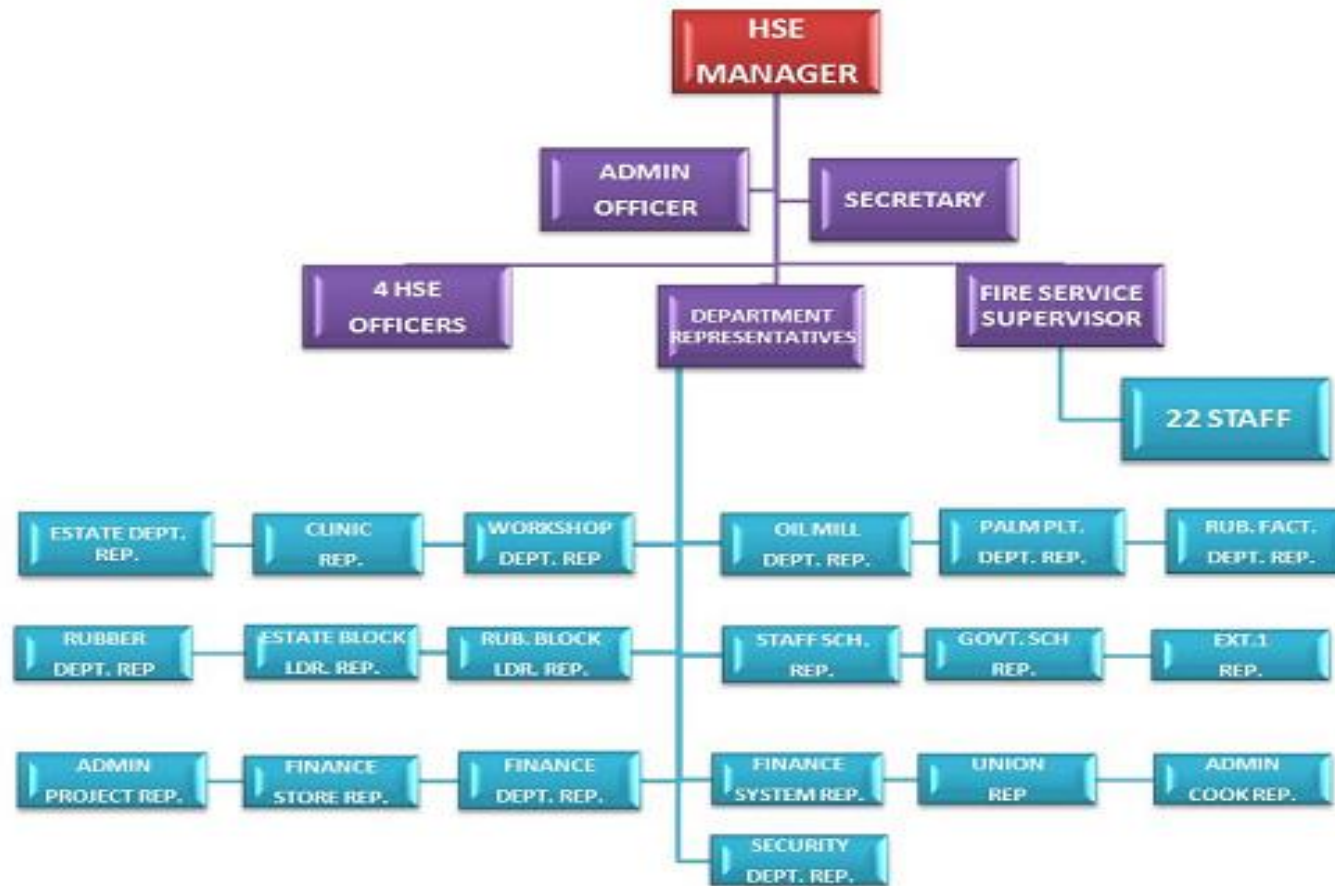 HSE
MANAGER
ADMIN
OFFICER
SECRETARY
4 HSE
OFFICERS
DEPARTMENT
REPRESENTATIVES
FIRE SERVICE
SUPERVISOR
22 STAFF
ESTATE DEPT.
REP.
CLINIC
REP.
WORKSHOP
DEPT. REP
OIL MILL
DEPT. REP.
PALM PLT.
DEPT. REP.
RUB. FACT.
DEPT. REP.
RUBBER
DEPT. REP
ESTATE BLOCK
LDR. REP.
RUB. BLOCK
LDR. REP.
STAFF SCH.
REP.
GOVT. SCH
REP.
EXT.1
REP.
ADMIN
PROJECT REP.
FINANCE
STORE REP.
FINANCE
DEPT. REP.
FINANCE
SYSTEM REP.
UNION
REP
ADMIN
COOK REP.
SECURITY
DEPT. REP.